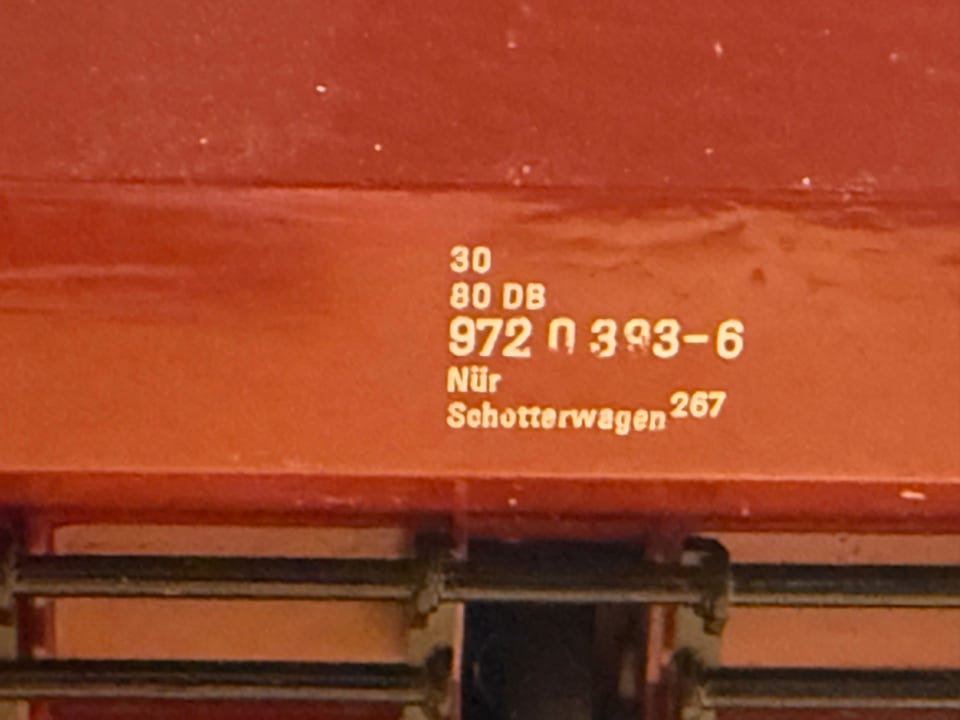 30
80 DB
972 0 393-6
Nür
Schotterwagen 267